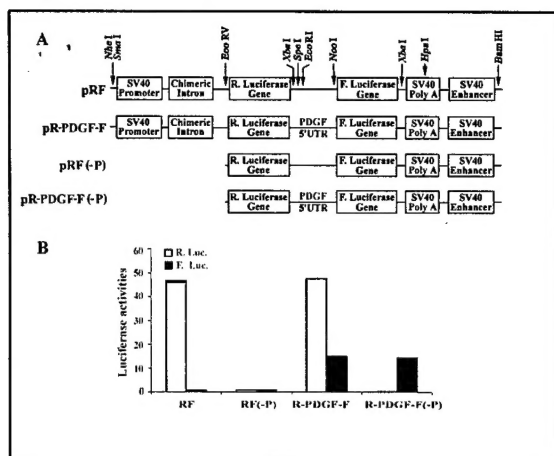 A
Nhe I
Sma I
Eco RV
Xba I
Spe I
Eco RI
Nco I
Xba I
Hpa I
Bam HI
pRF
SV40 Promoter
Chimeric Intron
R. Luciferase Gene
F. Luciferase Gene
SV40 Poly A
SV40 Enhancer
pR-PDGF-F
SV40 Promoter
Chimeric Intron
R. Luciferase Gene
PDGF 5'UTR
F. Luciferase Gene
SV40 Poly A
SV40 Enhancer
pRF(-P)
R. Luciferase Gene
F. Luciferase Gene
SV40 Poly A
SV40 Enhancer
pR-PDGF-F(-P)
R. Luciferase Gene
PDGF 5'UTR
F. Luciferase Gene
SV40 Poly A
SV40 Enhancer
B
R. Luc.
F. Luc.
Luciferase activities
60
50
40
30
20
10
0
RF
RF(-P)
R-PDGF-F
R-PDGF-F(-P)